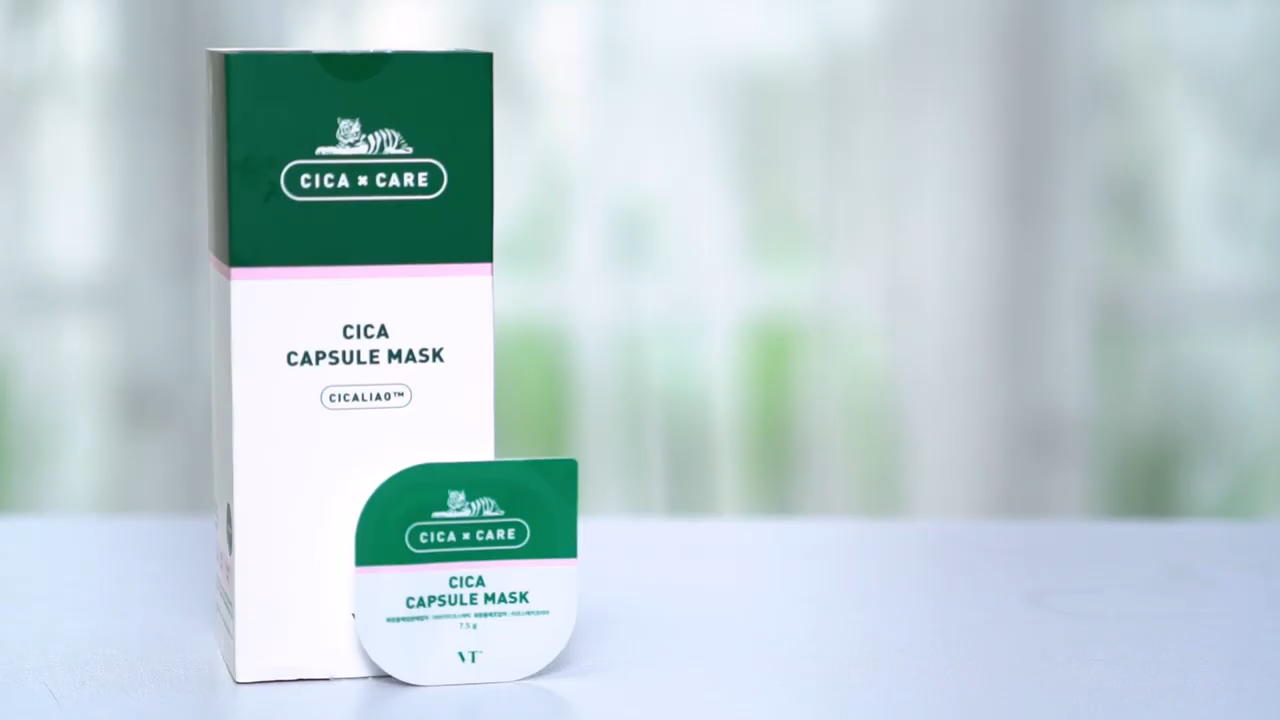 CICA × CARE
CICA
CAPSULE MASK
CICALIAO™
CICA × CARE
CICA
CAPSULE MASK
7.5 g
VT